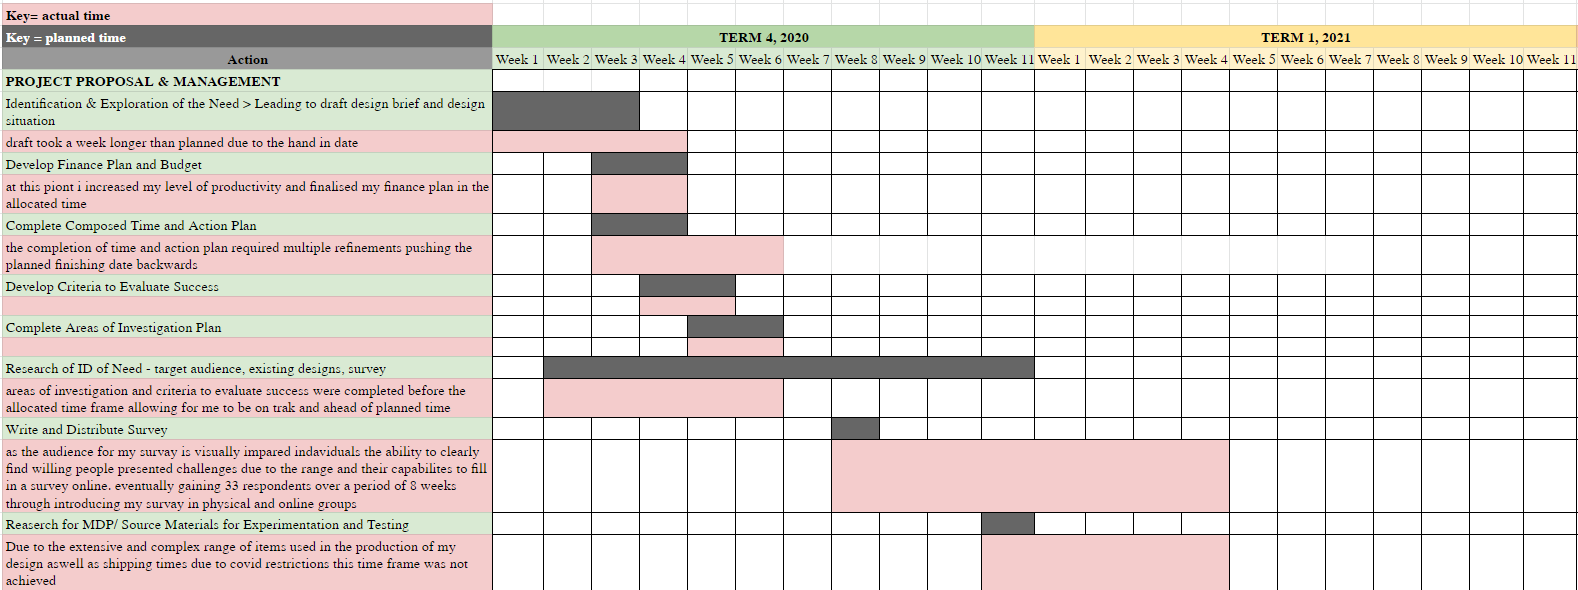 Key= actual time
Key = planned time
TERM 4, 2020
TERM 1, 2021
Action
Week 1 Week 2 Week 3 Week 4 Week 5 Week 6 Week 7 Week 8 Week 9 Week 10 Week 11 Week 1 Week 2 Week 3 Week 4 Week 5 Week 6 Week 7 Week 8 Week 9 Week 10 Week 11
PROJECT PROPOSAL & MANAGEMENT
Identification & Exploration of the Need > Leading to draft design brief and design
situation
draft took a week longer than planned due to the hand in date
Develop Finance Plan and Budget
at this piont i increased my level of productivity and finalised my finance plan in the
allocated time
Complete Composed Time and Action Plan
the completion of time and action plan required multiple refinements pushing the
planned finishing date backwards
Develop Criteria to Evaluate Success
Complete Areas of Investigation Plan
Research of ID of Need - target audience, existing designs, survey
areas of investigation and criteria to evaluate success were completed before the
allocated time frame allowing for me to be on trak and ahead of planned time
Write and Distribute Survey
as the audience for my survay is visually impared indaviduals the ability to clearly
find willing people presented challenges due to the range and their capabilites to fill
in a survey online. eventually gaining 33 respondents over a period of 8 weeks
through introducing my survay in physical and online groups
Reaserch for MDP/ Source Materials for Experimentation and Testing
Due to the extensive and complex range of items used in the production of my
design aswell as shipping times due to covid restrictions this time frame was not
achieved